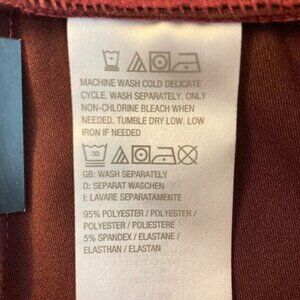 MACHINE WASH COLD DELICATE
CYCLE. WASH SEPARATELY. ONLY
NON-CHLORINE BLEACH WHEN
NEEDED. TUMBLE DRY LOW. LOW
IRON IF NEEDED
30
GB: WASH SEPARATELY
D: SEPARAT WASCHEN
I: LAVARE SEPARATAMENTE
95% POLYESTER / POLYESTER /
POLYESTER / POLIESTERE
5% SPANDEX / ELASTANE /
ELASTHAN / ELASTAN